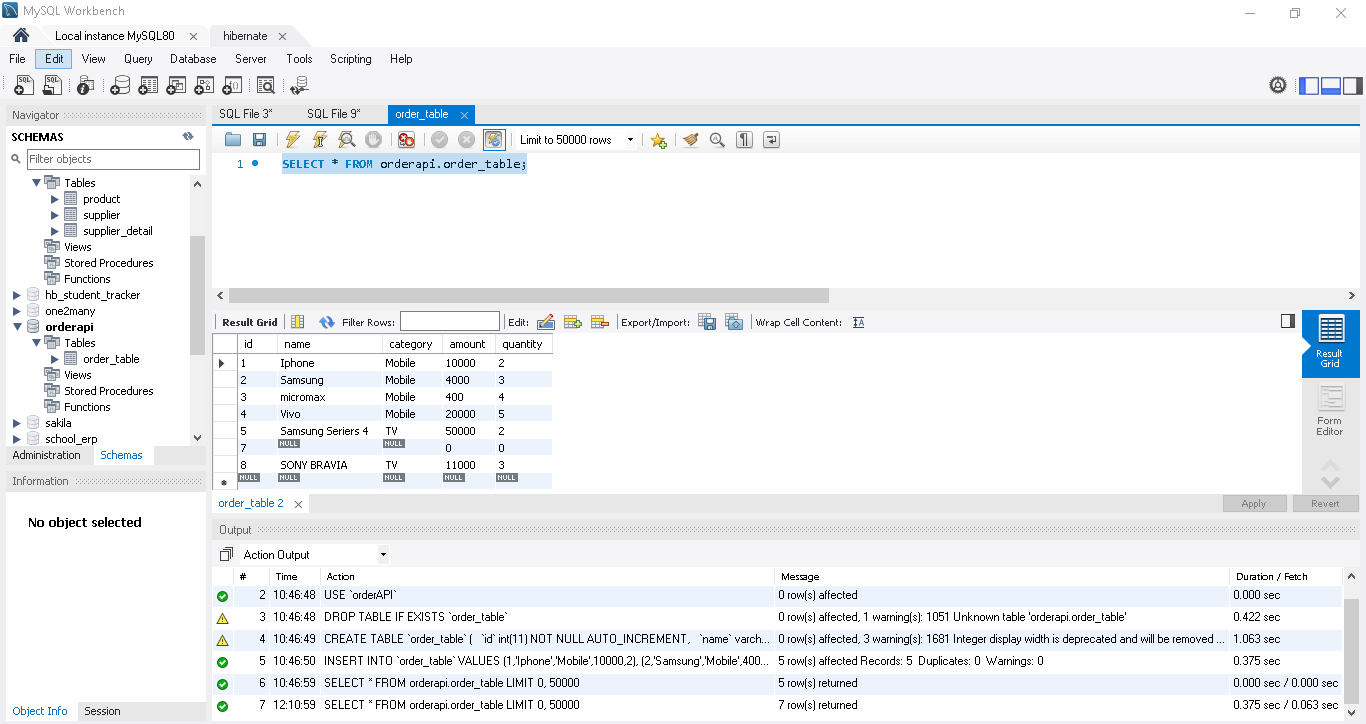 MySQL Workbench
Local instance MySQL80 hibernate
File Edit View Query Database Server Tools Scripting Help
Navigator
SCHEMAS
Filter objects
Tables
product
supplier
supplier_detail
Views
Stored Procedures
Functions
hb_student_tracker
one2many
orderapi
Tables
order_table
Views
Stored Procedures
Functions
sakila
school_erp
Administration Schemas
Information
No object selected
Object Info Session
SQL File 3* SQL File 9* order_table
Limit to 50000 rows
1 SELECT * FROM orderapi.order_table;
Result Grid Filter Rows: Edit: Export/Import: Wrap Cell Content:
id name category amount quantity
1 Iphone Mobile 10000 2
2 Samsung Mobile 4000 3
3 micromax Mobile 400 4
4 Vivo Mobile 20000 5
5 Samsung Seriers 4 TV 50000 2
7 NULL NULL 0 0
8 SONY BRAVIA TV 11000 3
NULL NULL NULL NULL NULL
Result
Grid
Form
Editor
order_table 2 Apply Revert
Output
Action Output
# Time Action Message Duration / Fetch
2 10:46:48 USE `orderAPI` 0 row(s) affected 0.000 sec
3 10:46:48 DROP TABLE IF EXISTS `order_table` 0 row(s) affected, 1 warning(s): 1051 Unknown table 'orderapi.order_table' 0.422 sec
4 10:46:49 CREATE TABLE `order_table` ( `id` int(11) NOT NULL AUTO_INCREMENT, `name` varch... 0 row(s) affected, 3 warning(s): 1681 Integer display width is deprecated and will be removed ... 1.063 sec
5 10:46:50 INSERT INTO `order_table` VALUES (1,'Iphone','Mobile',10000,2), (2,'Samsung','Mobile',400... 5 row(s) affected Records: 5 Duplicates: 0 Warnings: 0 0.375 sec
6 10:46:59 SELECT * FROM orderapi.order_table LIMIT 0, 50000 5 row(s) returned 0.000 sec / 0.000 sec
7 12:10:59 SELECT * FROM orderapi.order_table LIMIT 0, 50000 7 row(s) returned 0.375 sec / 0.063 sec